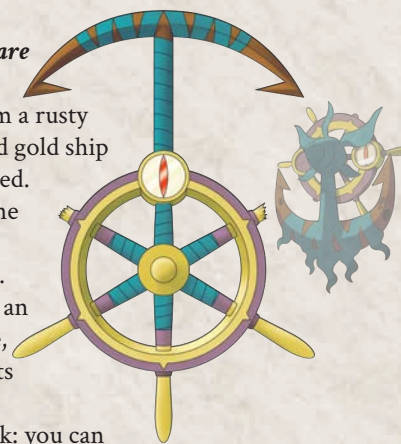 are
m a rusty
d gold ship
ed.
ne
.
an
e,
ts
k: you can